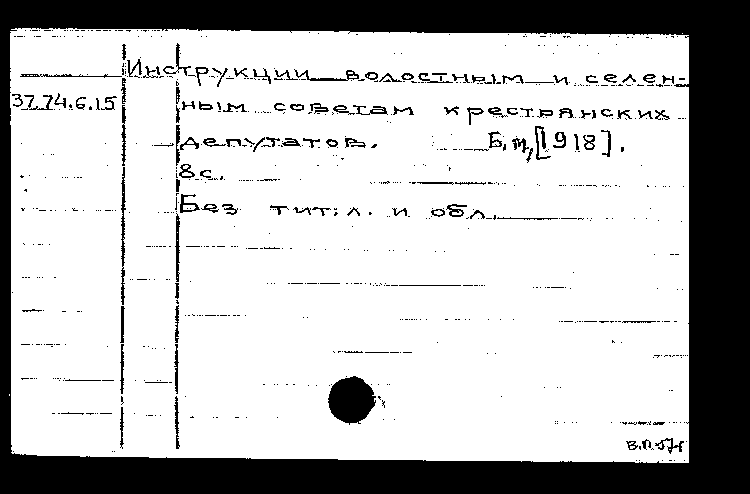 Инструкции волостным и селен-
37.74.6.15 ным советам крестьянских
депутатов. Б.м,[1918].
8с.
Без тит.л. и обл.